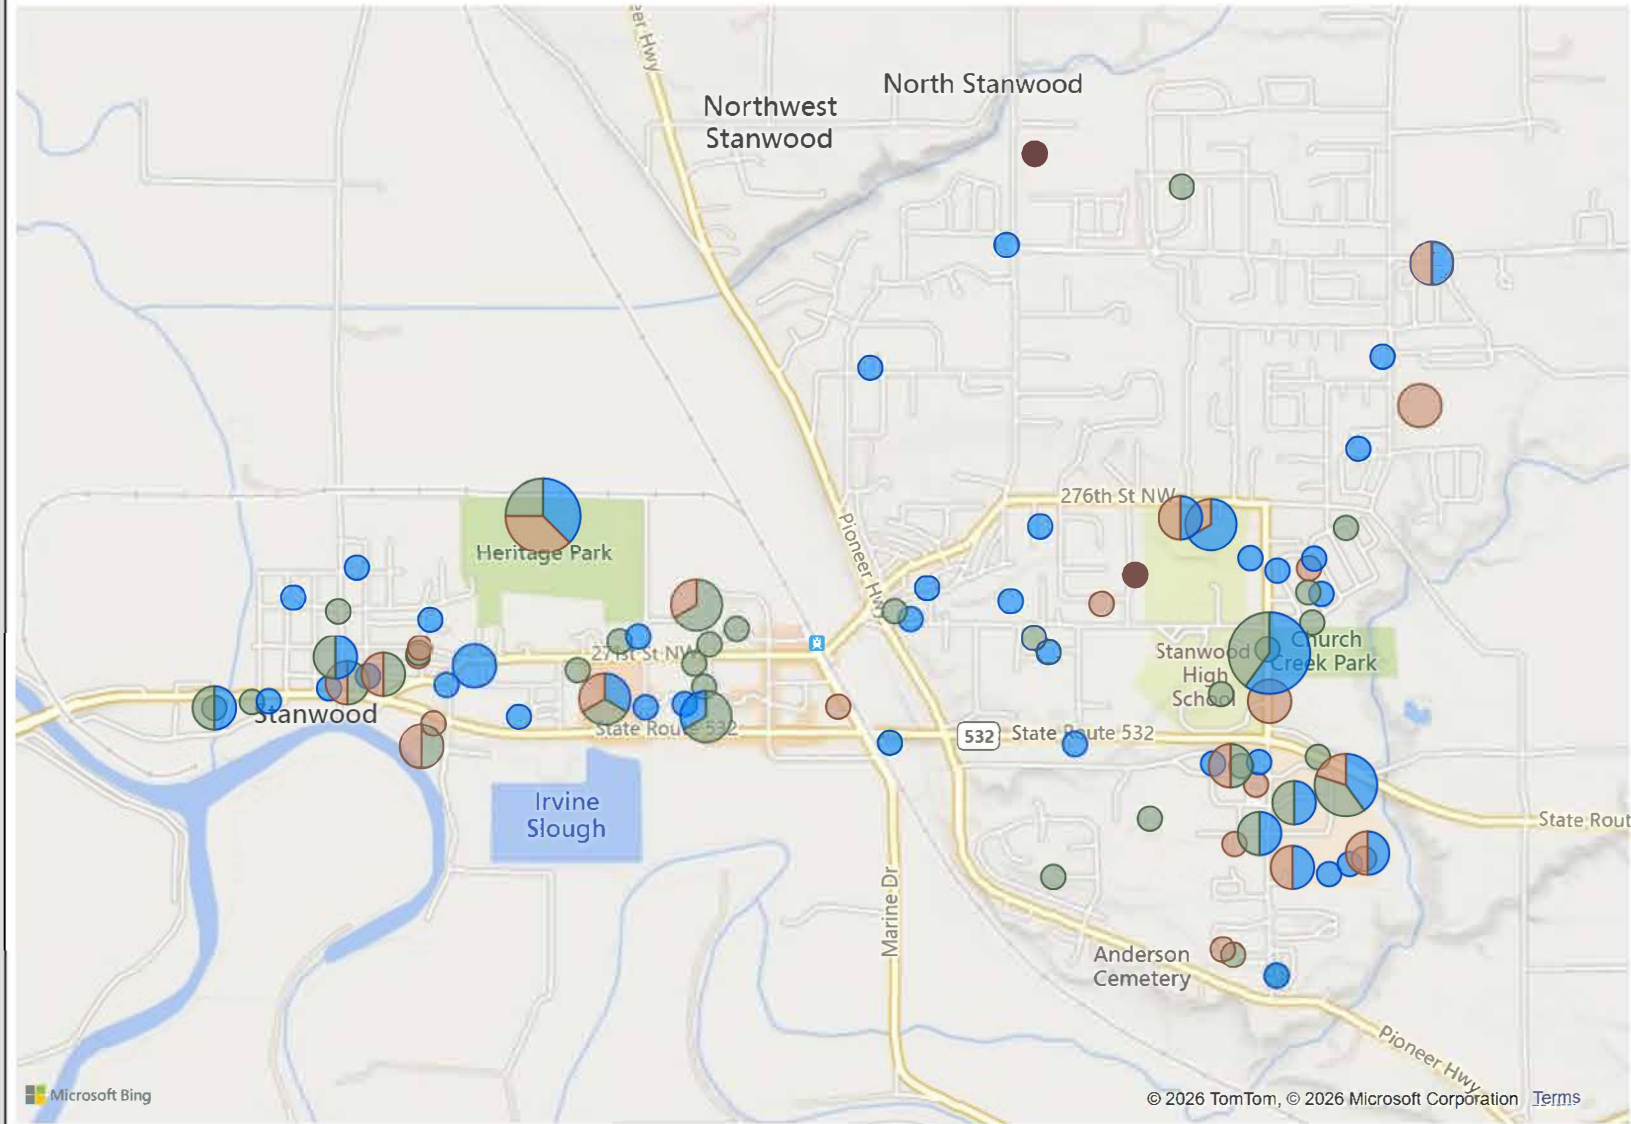 eer Hwy
North Stanwood
Northwest
Stanwood
276th St NW
Pioneer Hwy
Heritage Park
271st St NW
Stanwood
High
School
Church
Creek Park
Stanwood
State Route 532
532
State Route 532
Irvine
Slough
State Rout
Marine Dr
Anderson
Cemetery
Pioneer Hwy
Microsoft Bing
© 2026 TomTom, © 2026 Microsoft Corporation Terms